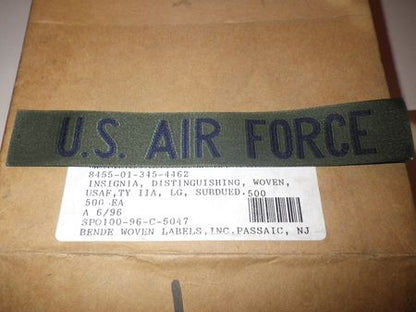 U.S. AIR FORCE
8455-01-345-4462
INSIGNIA, DISTINGUISHING, WOVEN,
USAF,TY IIA, LG, SUBDUED.500
500 EA
A 6/96
SPO100-96-C-5047
BENDE WOVEN LABELS,INC.PASSAIC, NJ